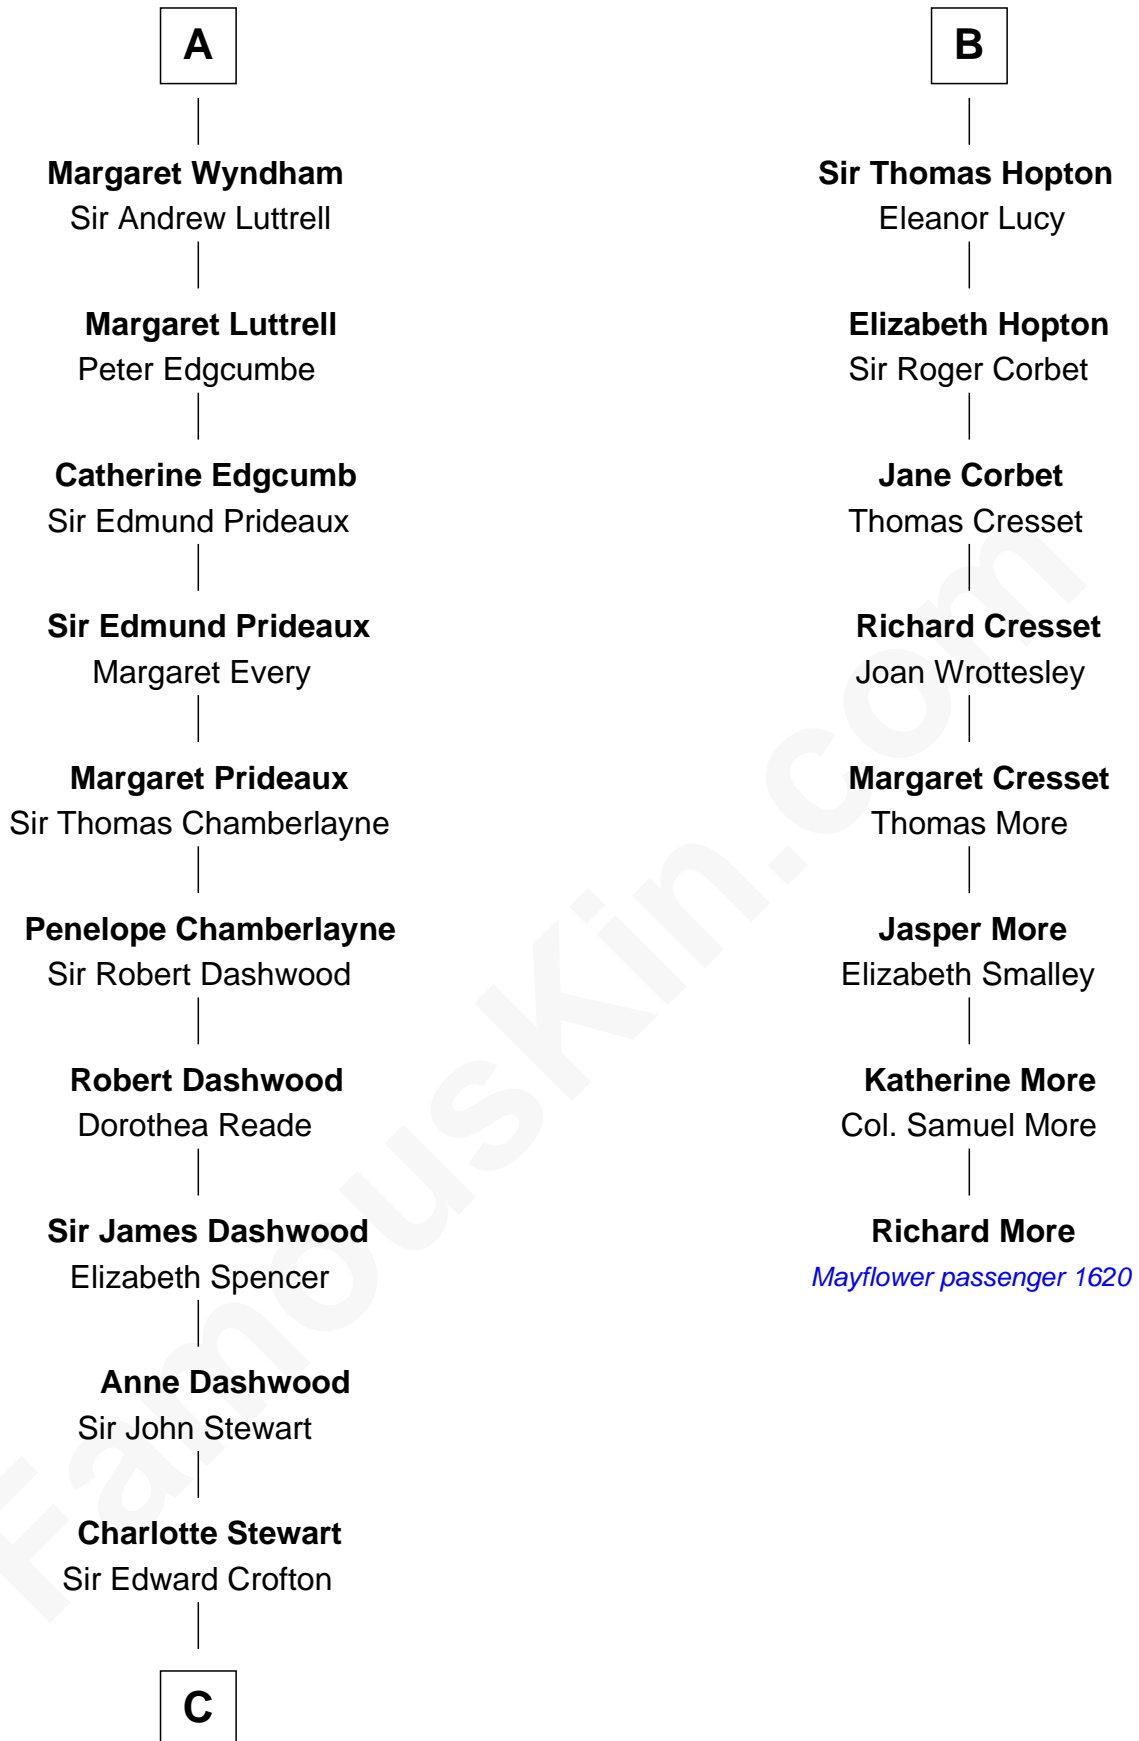 A
Margaret Wyndham
Sir Andrew Luttrell
Margaret Luttrell
Peter Edgcumbe
Catherine Edgcumb
Sir Edmund Prideaux
Sir Edmund Prideaux
Margaret Every
Margaret Prideaux
Sir Thomas Chamberlayne
Penelope Chamberlayne
Sir Robert Dashwood
Robert Dashwood
Dorothea Reade
Sir James Dashwood
Elizabeth Spencer
Anne Dashwood
Sir John Stewart
Charlotte Stewart
Sir Edward Crofton
C
B
Sir Thomas Hopton
Eleanor Lucy
Elizabeth Hopton
Sir Roger Corbet
Jane Corbet
Thomas Cresset
Richard Cresset
Joan Wrottesley
Margaret Cresset
Thomas More
Jasper More
Elizabeth Smalley
Katherine More
Col. Samuel More
Richard More
Mayflower passenger 1620
FamousKin.com